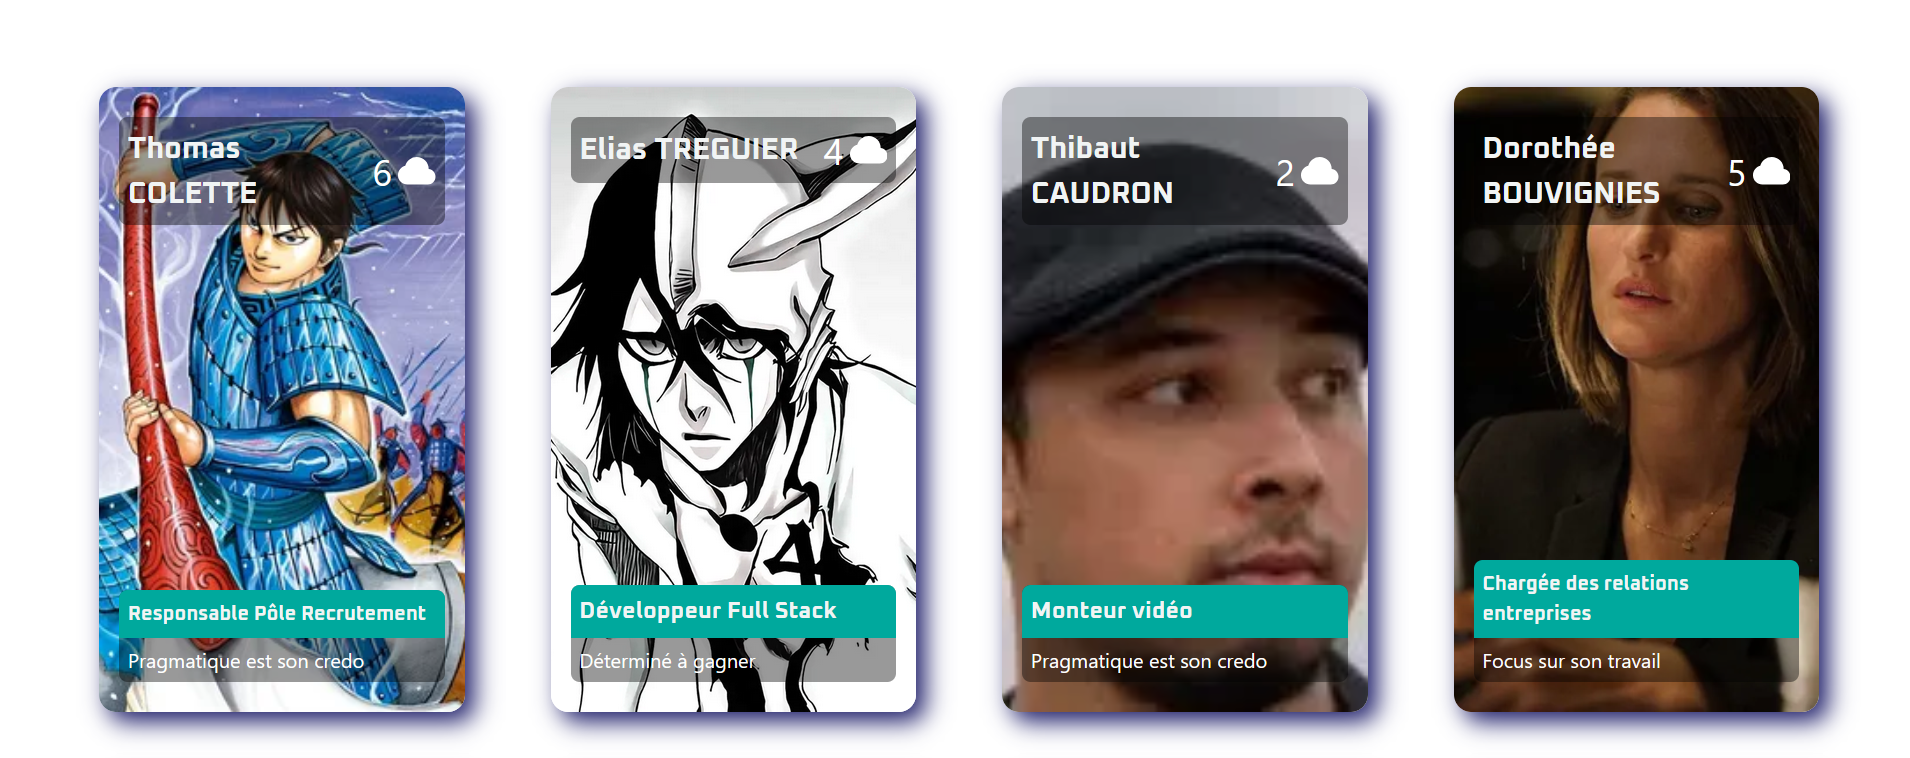 Thomas
COLETTE
6
Responsable Pôle Recrutement
Pragmatique est son credo
Elias TREGUIER
4
4
Développeur Full Stack
Déterminé à gagner
Thibaut
CAUDRON
2
Monteur vidéo
Pragmatique est son credo
Dorothée
BOUVIGNIES
5
Chargée des relations
entreprises
Focus sur son travail